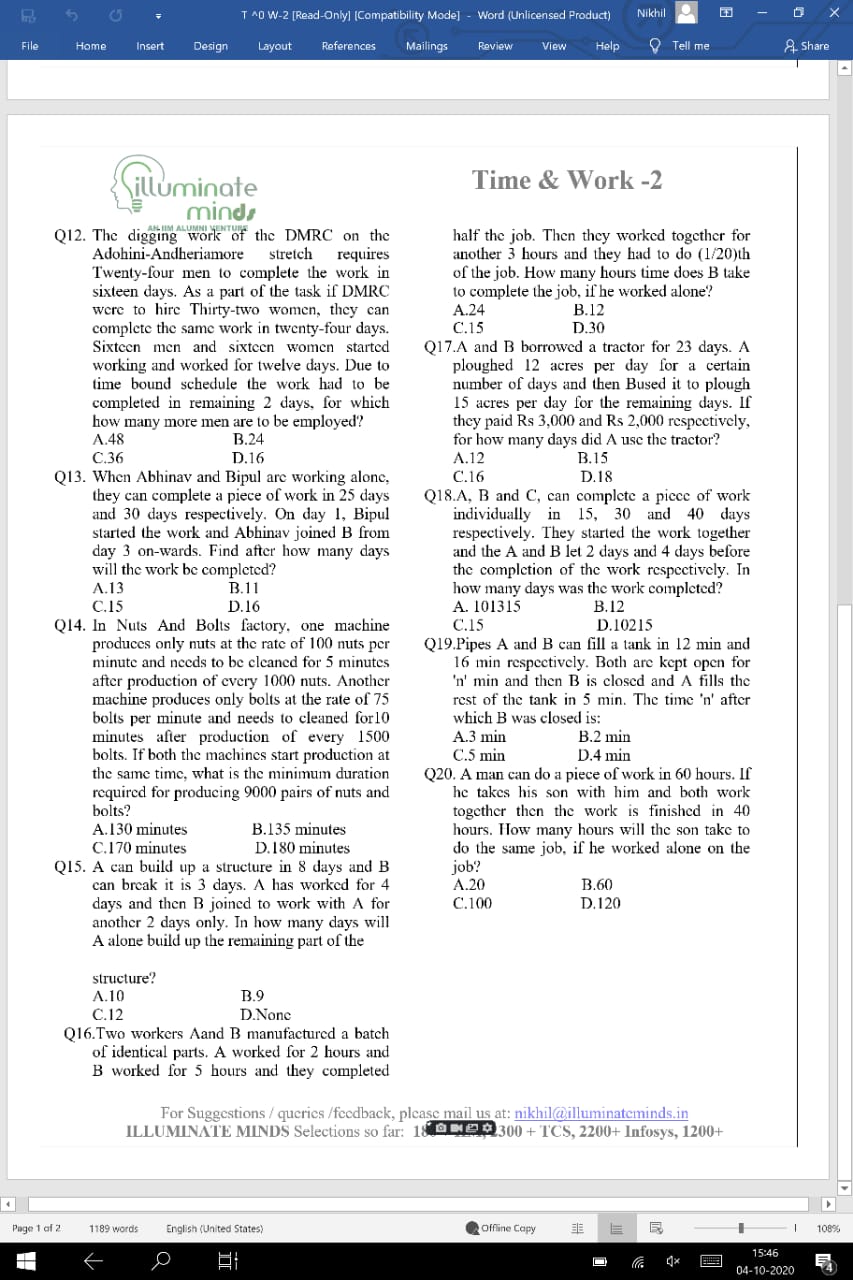 T ^0 W-2 [Read-Only] [Compatibility Mode] - Word (Unlicensed Product) Nikhil
File Home Insert Design Layout References Mailings Review View Help Tell me Share
illuminate
minds
AN IIM ALUMNI VENTURE
Time & Work -2
Q12. The digging work of the DMRC on the
Adohini-Andheriamore stretch requires
Twenty-four men to complete the work in
sixteen days. As a part of the task if DMRC
were to hire Thirty-two women, they can
complete the same work in twenty-four days.
Sixteen men and sixteen women started
working and worked for twelve days. Due to
time bound schedule the work had to be
completed in remaining 2 days, for which
how many more men are to be employed?
A.48 B.24
C.36 D.16
Q13. When Abhinav and Bipul are working alone,
they can complete a piece of work in 25 days
and 30 days respectively. On day 1, Bipul
started the work and Abhinav joined B from
day 3 on-wards. Find after how many days
will the work be completed?
A.13 B.11
C.15 D.16
Q14. In Nuts And Bolts factory, one machine
produces only nuts at the rate of 100 nuts per
minute and needs to be cleaned for 5 minutes
after production of every 1000 nuts. Another
machine produces only bolts at the rate of 75
bolts per minute and needs to cleaned for10
minutes after production of every 1500
bolts. If both the machines start production at
the same time, what is the minimum duration
required for producing 9000 pairs of nuts and
bolts?
A.130 minutes B.135 minutes
C.170 minutes D.180 minutes
Q15. A can build up a structure in 8 days and B
can break it is 3 days. A has worked for 4
days and then B joined to work with A for
another 2 days only. In how many days will
A alone build up the remaining part of the
structure?
A.10 B.9
C.12 D.None
Q16.Two workers Aand B manufactured a batch
of identical parts. A worked for 2 hours and
B worked for 5 hours and they completed
half the job. Then they worked together for
another 3 hours and they had to do (1/20)th
of the job. How many hours time does B take
to complete the job, if he worked alone?
A.24 B.12
C.15 D.30
Q17.A and B borrowed a tractor for 23 days. A
ploughed 12 acres per day for a certain
number of days and then Bused it to plough
15 acres per day for the remaining days. If
they paid Rs 3,000 and Rs 2,000 respectively,
for how many days did A use the tractor?
A.12 B.15
C.16 D.18
Q18.A, B and C, can complete a piece of work
individually in 15, 30 and 40 days
respectively. They started the work together
and the A and B let 2 days and 4 days before
the completion of the work respectively. In
how many days was the work completed?
A. 101315 B.12
C.15 D.10215
Q19.Pipes A and B can fill a tank in 12 min and
16 min respectively. Both are kept open for
'n' min and then B is closed and A fills the
rest of the tank in 5 min. The time 'n' after
which B was closed is:
A.3 min B.2 min
C.5 min D.4 min
Q20. A man can do a piece of work in 60 hours. If
he takes his son with him and both work
together then the work is finished in 40
hours. How many hours will the son take to
do the same job, if he worked alone on the
job?
A.20 B.60
C.100 D.120
For Suggestions / queries /feedback, please mail us at: nikhil@illuminateminds.in
ILLUMINATE MINDS Selections so far: 300 + TCS, 2200+ Infosys, 1200+
Page 1 of 2 1189 words English (United States) Offline Copy 108%
15:46
04-10-2020
4